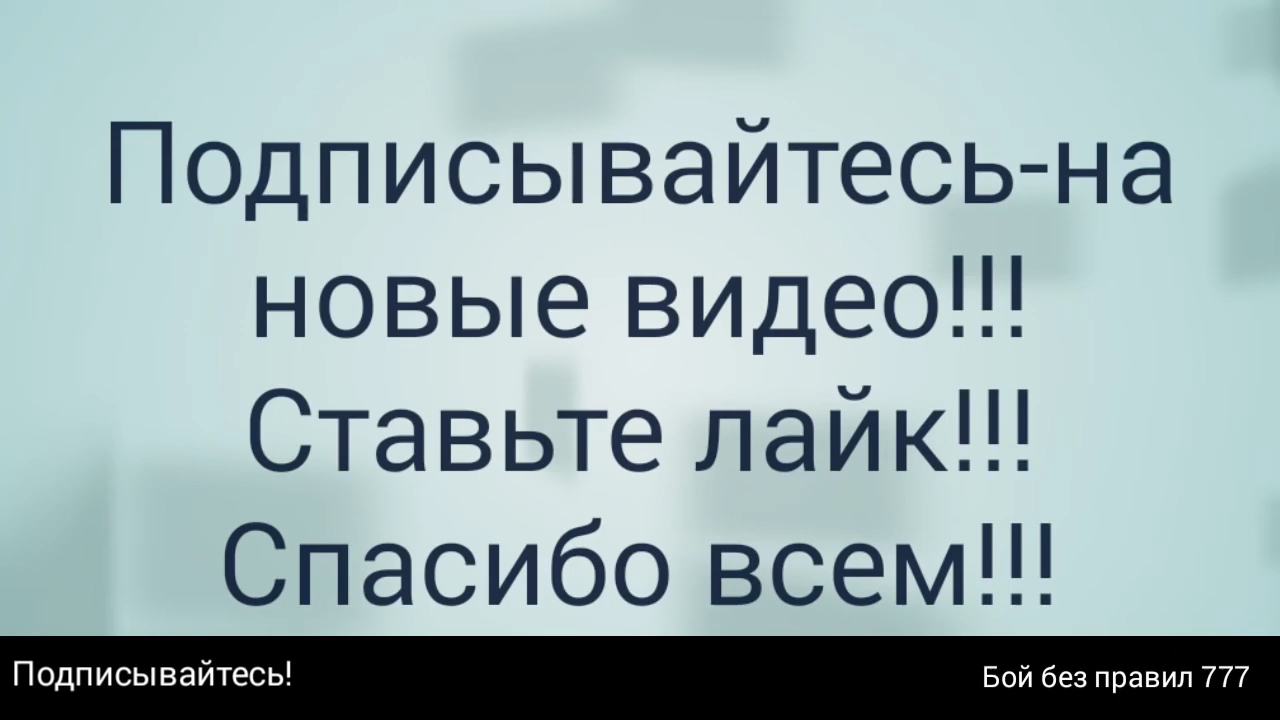 Подписывайтесь-на
новые видео!!!
Ставьте лайк!!!
Спасибо всем!!!
Подписывайтесь!
Бой без правил 777